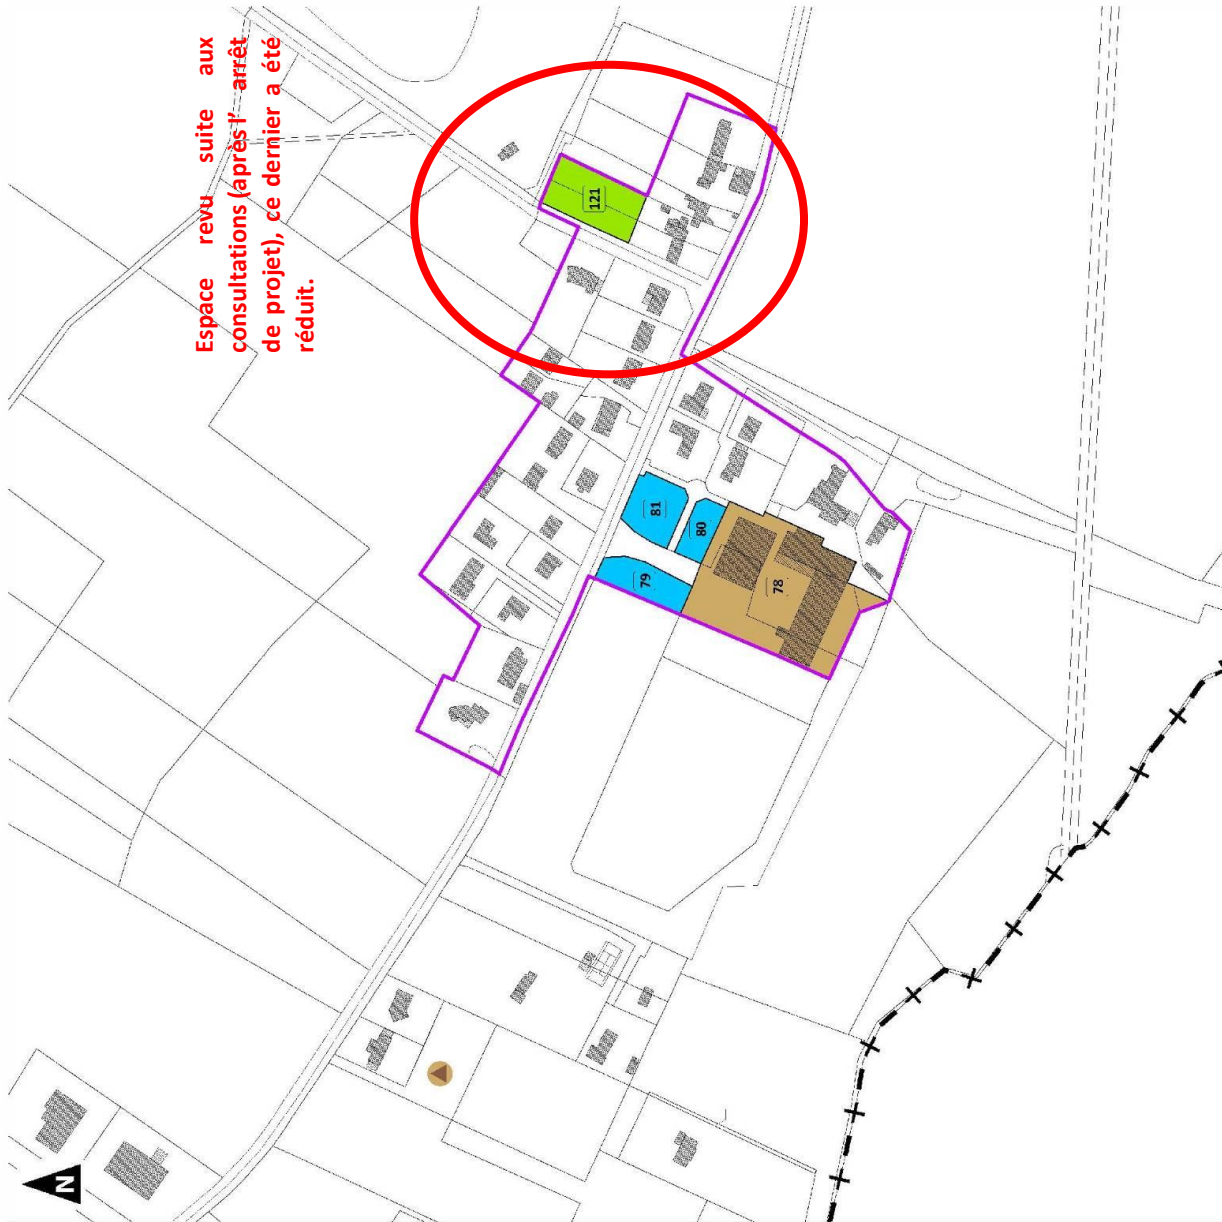 Espace revu suite aux
consultations (après l' arrêt
de projet), ce dernier a été
réduit.
121
81
80
79
78
N